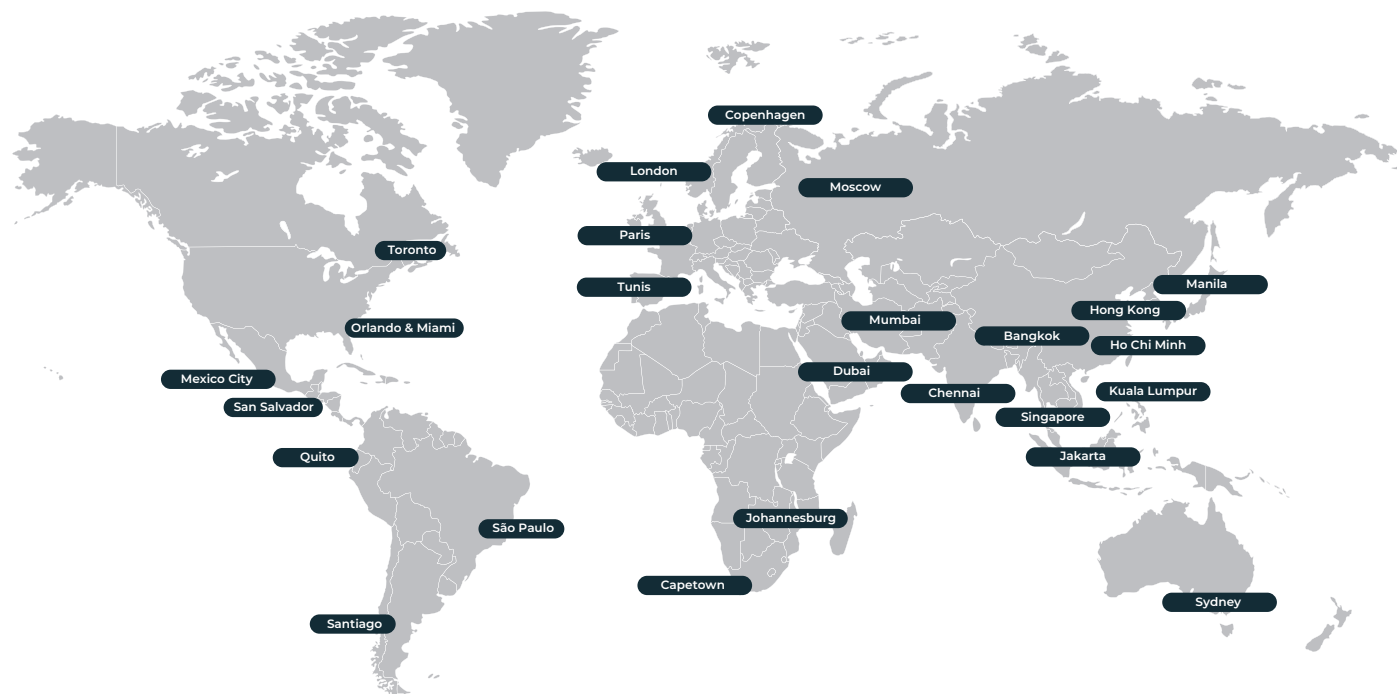 Copenhagen
London
Moscow
Paris
Toronto
Manila
Tunis
Hong Kong
Mumbai
Orlando & Miami
Bangkok
Ho Chi Minh
Dubai
Mexico City
Kuala Lumpur
Chennai
San Salvador
Singapore
Jakarta
Quito
Johannesburg
São Paulo
Capetown
Sydney
Santiago